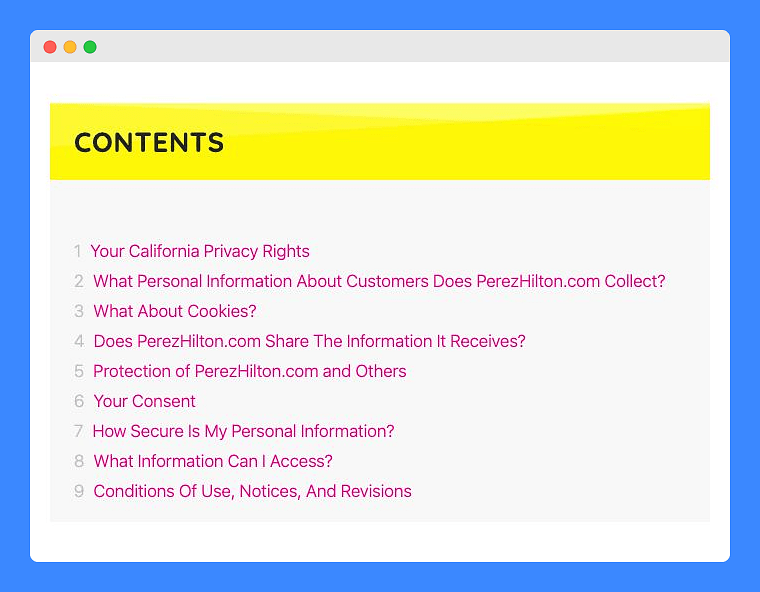 CONTENTS
1 Your California Privacy Rights
2 What Personal Information About Customers Does PerezHilton.com Collect?
3 What About Cookies?
4 Does PerezHilton.com Share The Information It Receives?
5 Protection of PerezHilton.com and Others
6 Your Consent
7 How Secure Is My Personal Information?
8 What Information Can I Access?
9 Conditions Of Use, Notices, And Revisions